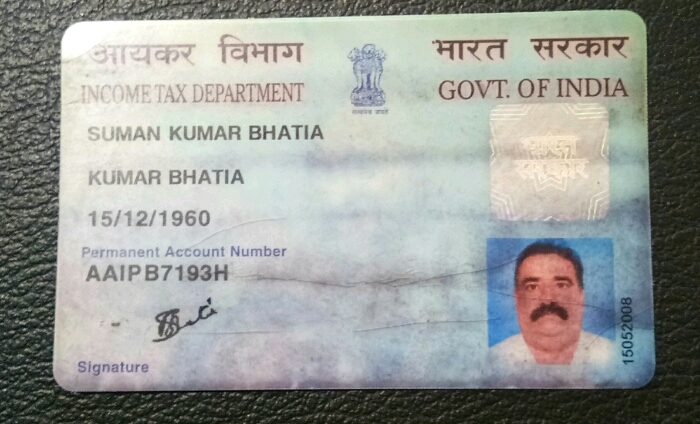 आयकर विभाग
भारत सरकार
INCOME TAX DEPARTMENT
GOVT. OF INDIA
सत्यमेव जयते
SUMAN KUMAR BHATIA
भारत सरकार
KUMAR BHATIA
15/12/1960
Permanent Account Number
AAIPB7193H
Signature
15052008